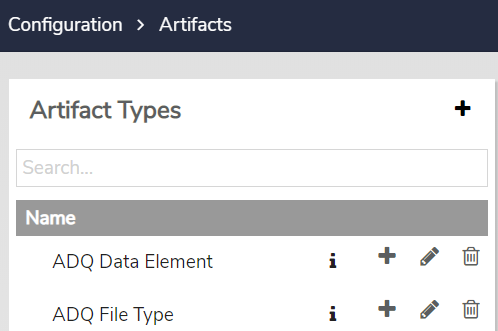 Configuration > Artifacts
Artifact Types
Search...
Name
ADQ Data Element
ADQ File Type